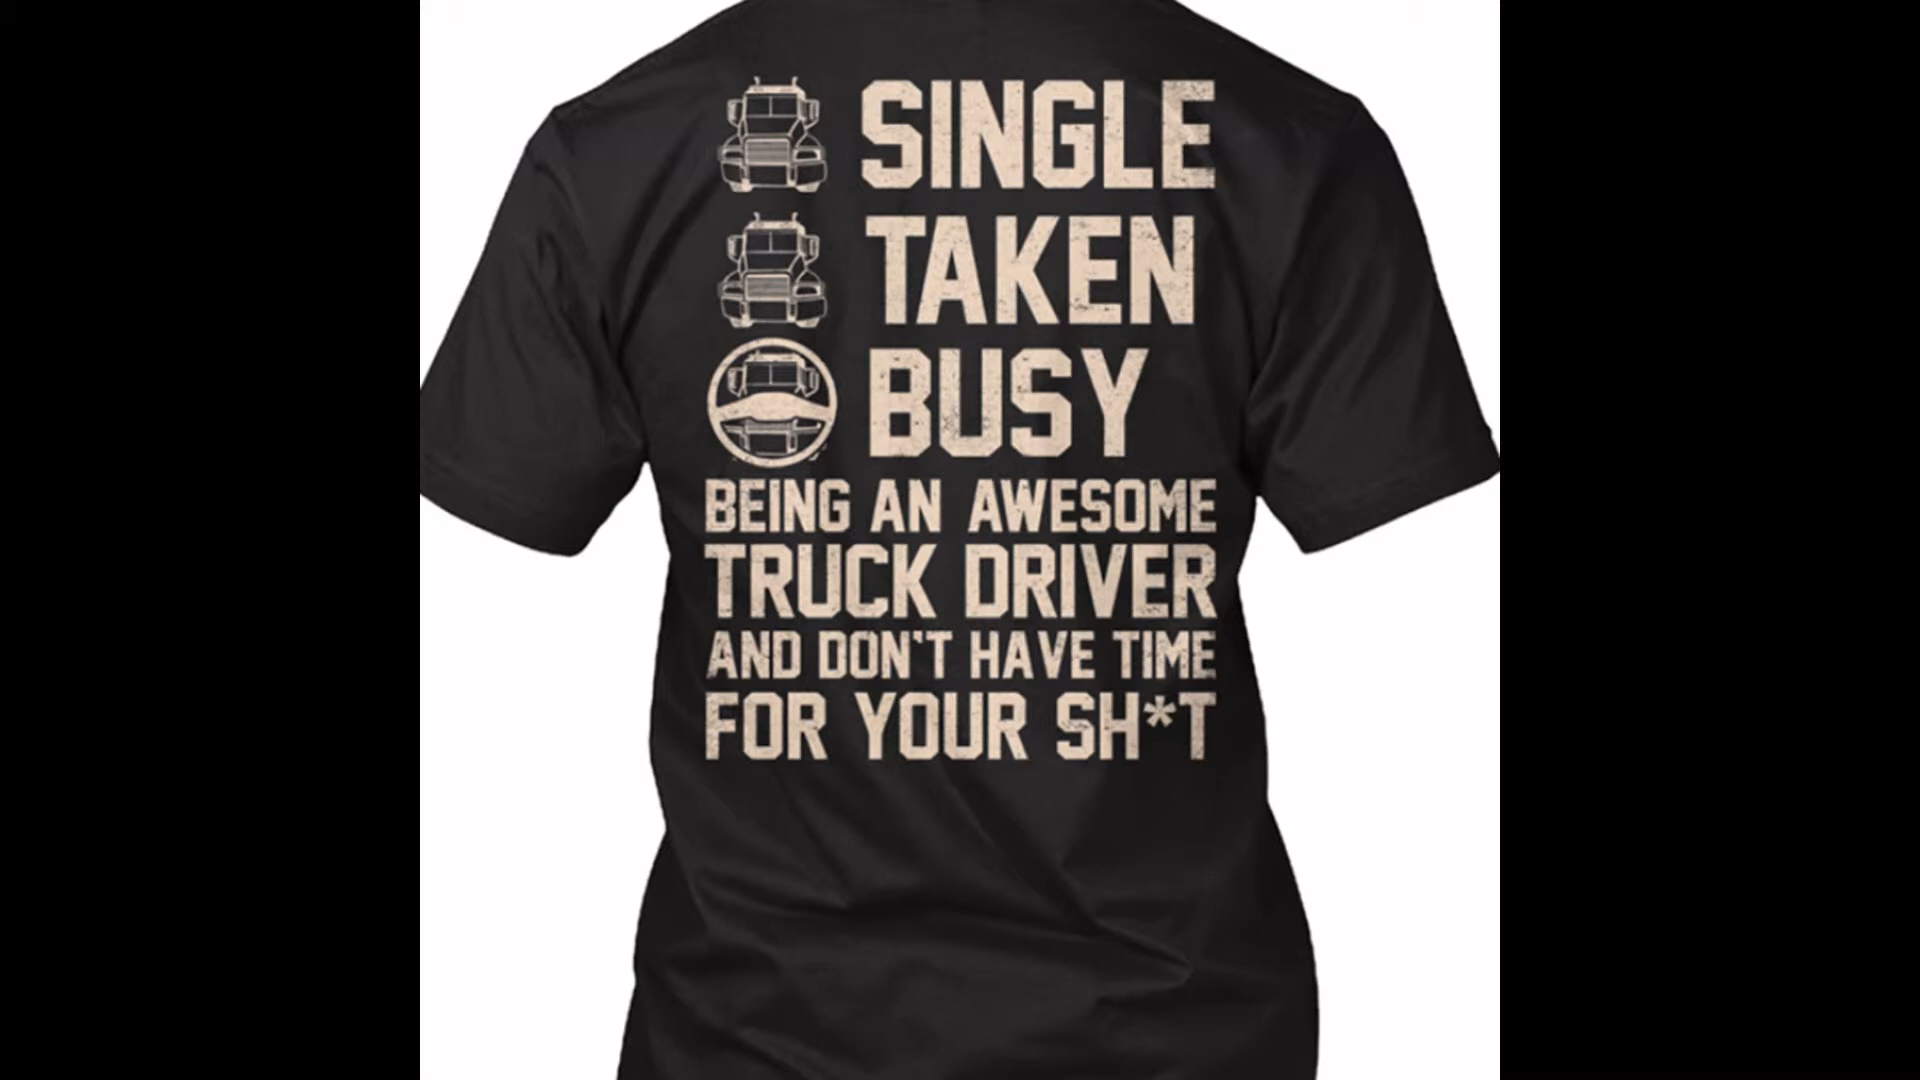 SINGLE
TAKEN
BUSY
BEING AN AWESOME
TRUCK DRIVER
AND DON'T HAVE TIME
FOR YOUR SH*T